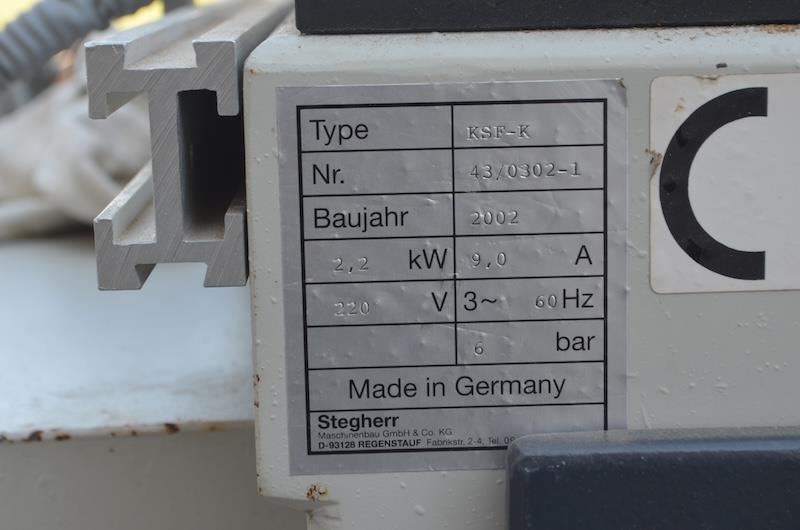 Type KSF-K
Nr. 43/0302-1
Baujahr 2002
2,2 kW 9,0 A
220 V 3~ 60 Hz
6 bar
Made in Germany
Stegherr
Maschinenbau GmbH & Co. KG
D-93128 REGENSTAUF Fabrikstr. 2-4, Tel.